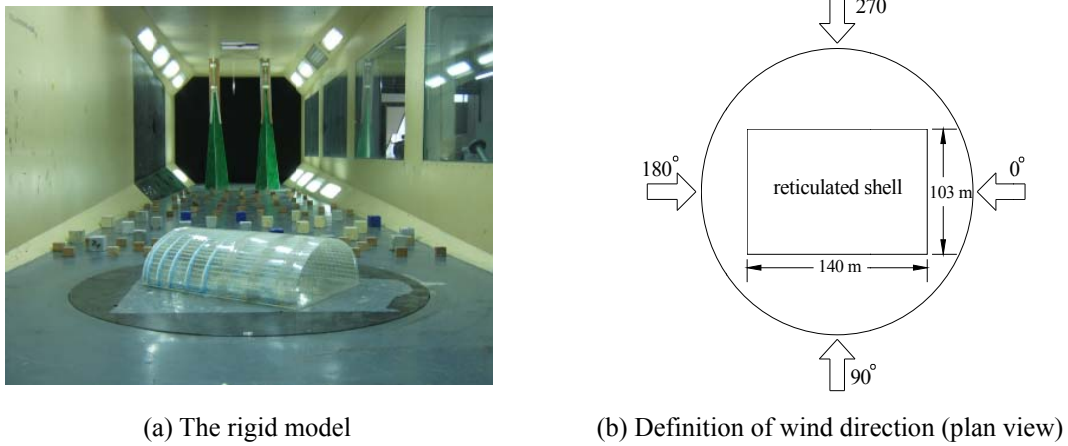 270°
180°
0°
reticulated shell
103 m
140 m
90°
(a) The rigid model
(b) Definition of wind direction (plan view)